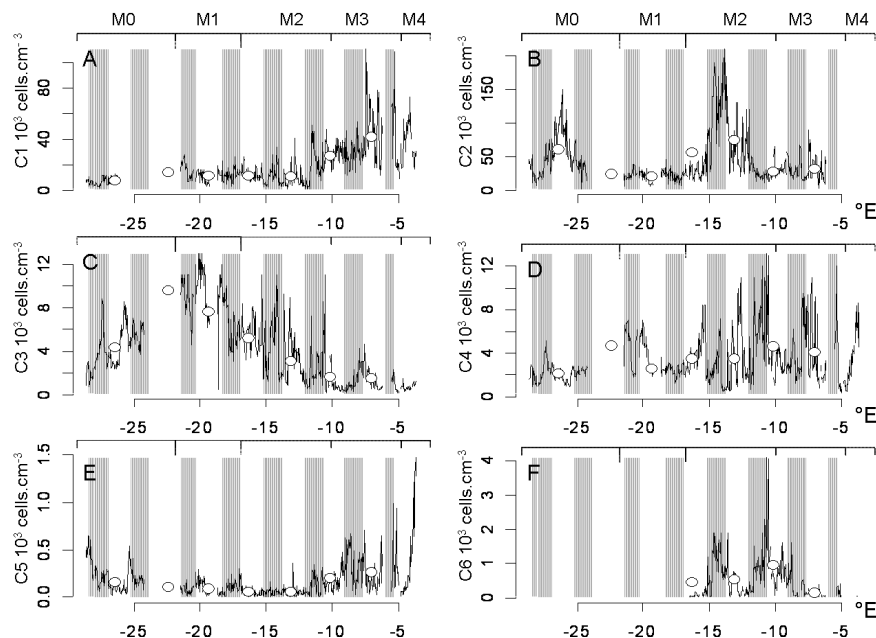 M0 M1 M2 M3 M4 M0 M1 M2 M3 M4
A
C1 10³ cells.cm⁻³
0 40 80
-25 -20 -15 -10 -5 °E
B
C2 10³ cells.cm⁻³
0 50 150
-25 -20 -15 -10 -5
C
C3 10³ cells.cm⁻³
0 4 8 12
-25 -20 -15 -10 -5
D
C4 10³ cells.cm⁻³
0 4 8 12
-25 -20 -15 -10 -5 °E
E
C5 10³ cells.cm⁻³
0.0 0.5 1.0 1.5
-25 -20 -15 -10 -5
F
C6 10³ cells.cm⁻³
0 1 2 3 4
-25 -20 -15 -10 -5 °E